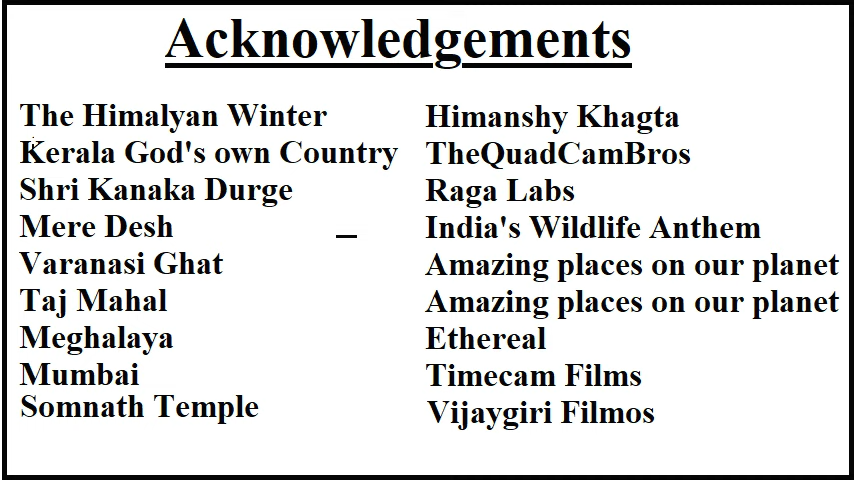 Acknowledgements
The Himalyan Winter Himanshy Khagta
Kerala God's own Country TheQuadCamBros
Shri Kanaka Durge Raga Labs
Mere Desh _ India's Wildlife Anthem
Varanasi Ghat Amazing places on our planet
Taj Mahal Amazing places on our planet
Meghalaya Ethereal
Mumbai Timecam Films
Somnath Temple Vijaygiri Filmos